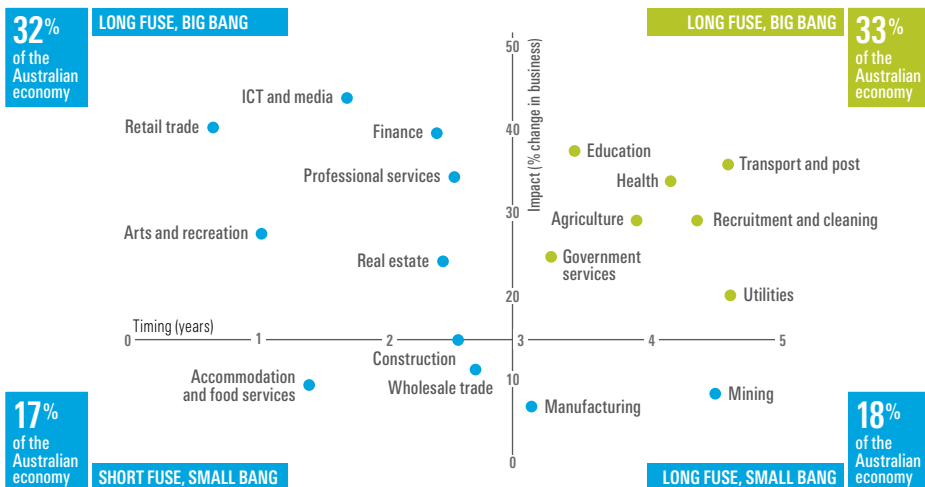 32%
of the
Australian
economy
LONG FUSE, BIG BANG
LONG FUSE, BIG BANG
33%
of the
Australian
economy
50
40
30
20
10
0
Impact (% change in business)
ICT and media
Retail trade
Finance
Professional services
Arts and recreation
Real estate
Education
Transport and post
Health
Agriculture
Recruitment and cleaning
Government
services
Utilities
Timing (years)
0
1
2
3
4
5
Construction
Accommodation
and food services
Wholesale trade
Manufacturing
Mining
17%
of the
Australian
economy
SHORT FUSE, SMALL BANG
LONG FUSE, SMALL BANG
18%
of the
Australian
economy